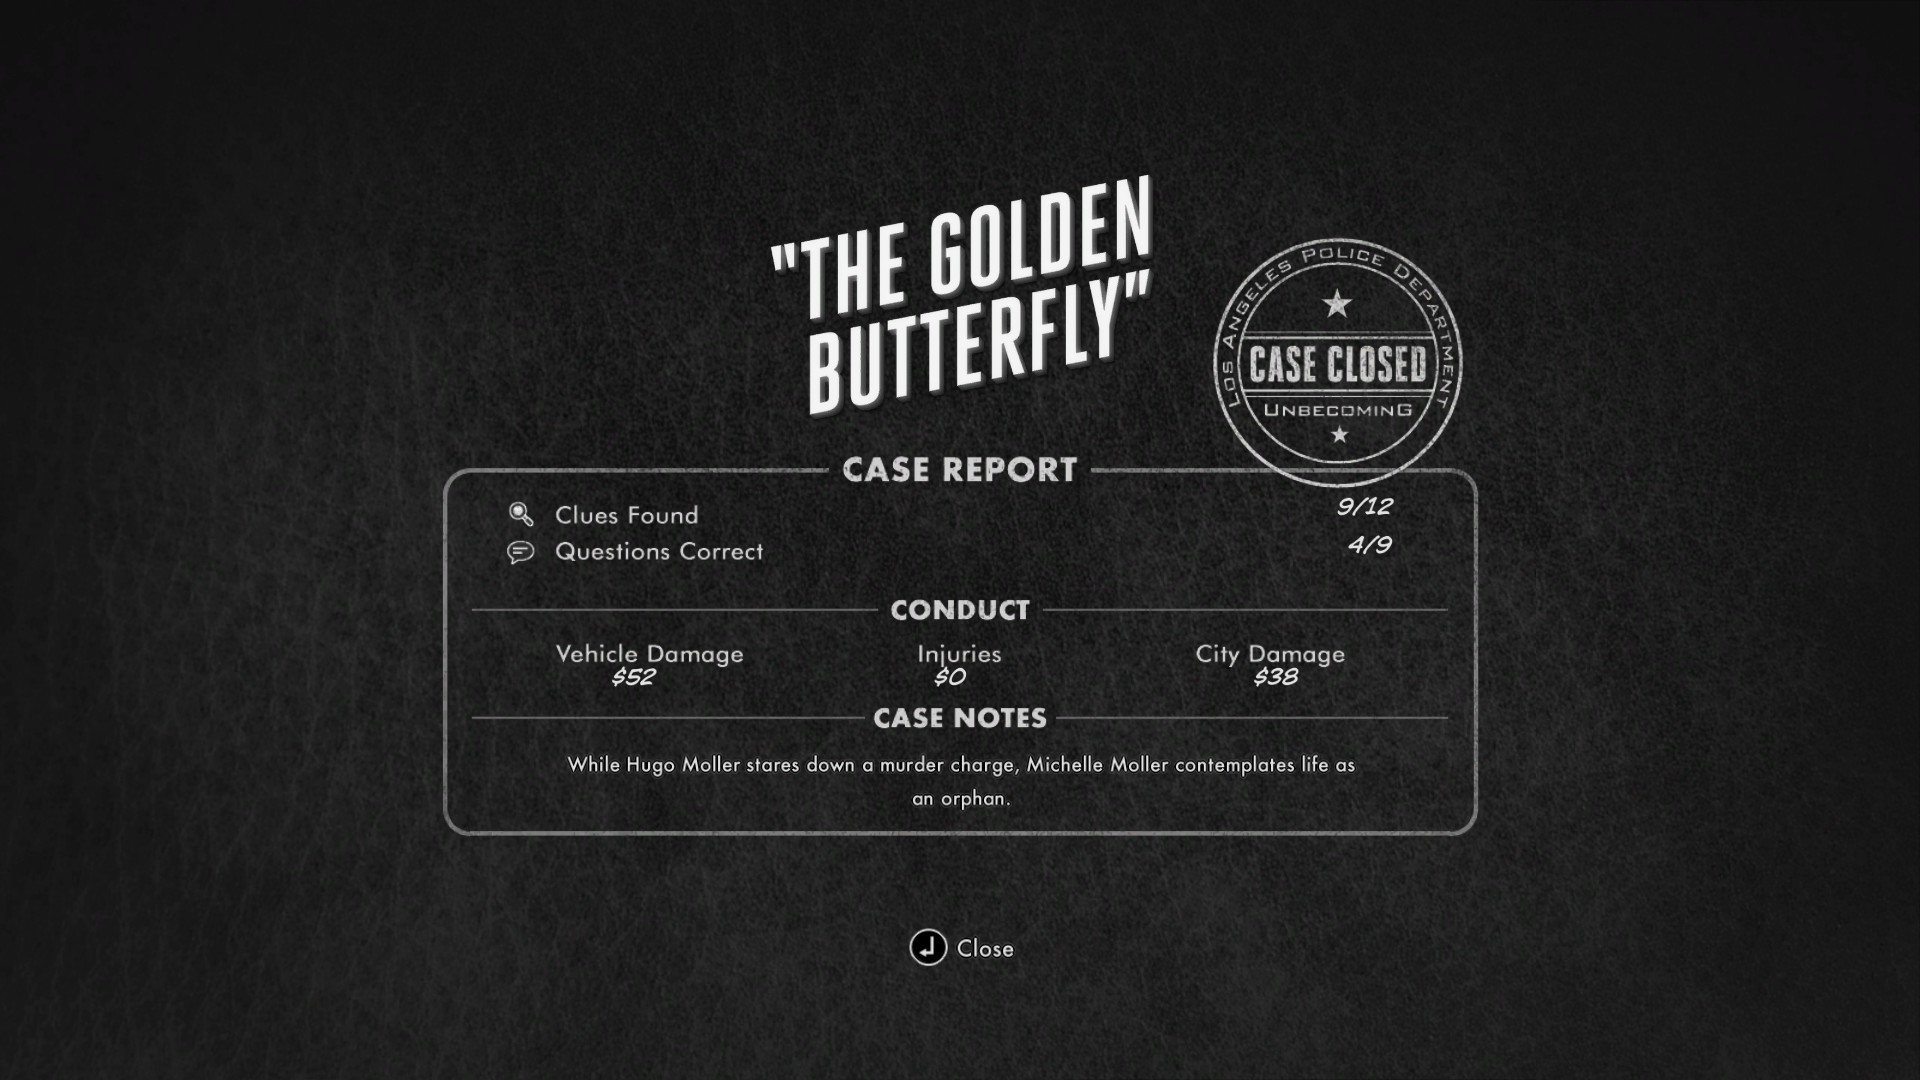 "THE GOLDEN
BUTTERFLY"
LOS ANGELES POLICE DEPARTMENT
CASE CLOSED
UNBECOMING
CASE REPORT
Clues Found 9/12
Questions Correct 4/9
CONDUCT
Vehicle Damage Injuries City Damage
$52 $0 $38
CASE NOTES
While Hugo Moller stares down a murder charge, Michelle Moller contemplates life as
an orphan.
Close